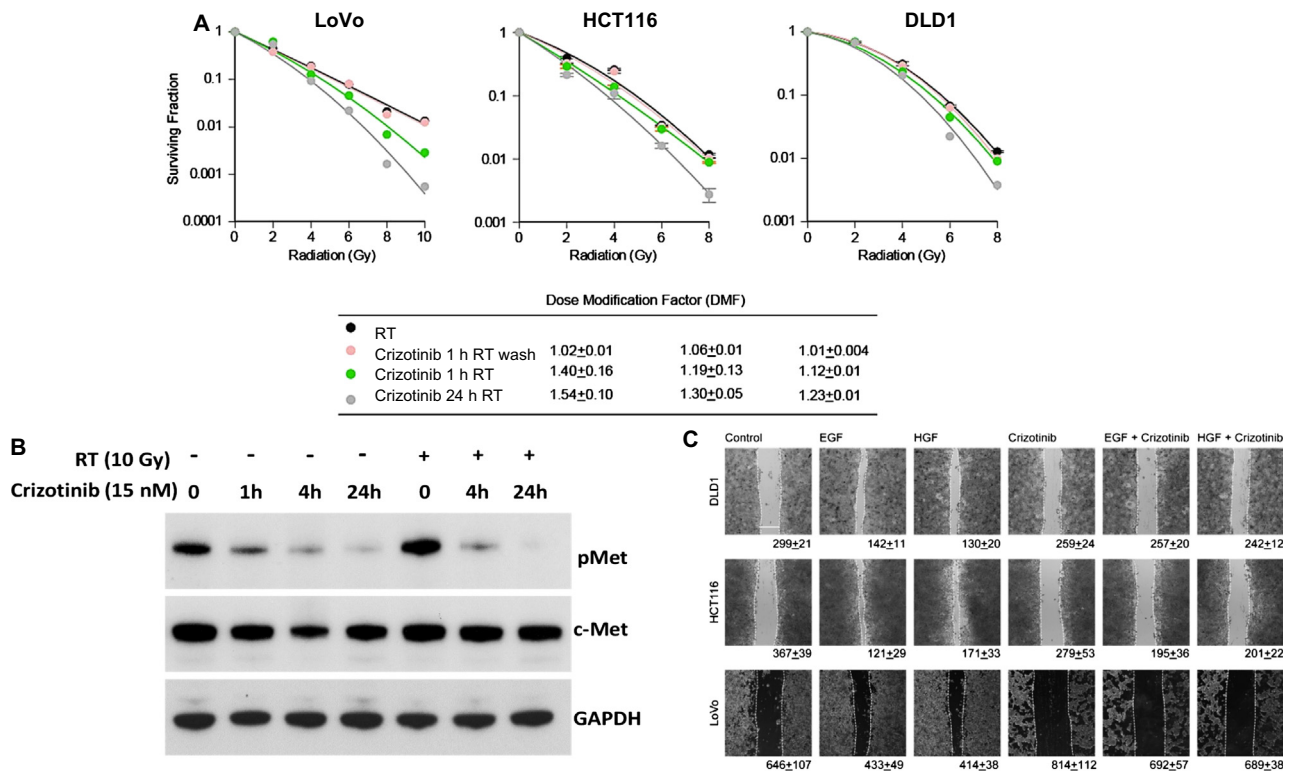 A
LoVo
HCT116
DLD1
Surviving Fraction
1
0.1
0.01
0.001
0.0001
0 2 4 6 8 10
Radiation (Gy)
1
0.1
0.01
0.001
0 2 4 6 8
Radiation (Gy)
1
0.1
0.01
0.001
0 2 4 6 8
Radiation (Gy)
Dose Modification Factor (DMF)
RT
Crizotinib 1 h RT wash 1.02±0.01 1.06±0.01 1.01±0.004
Crizotinib 1 h RT 1.40±0.16 1.19±0.13 1.12±0.01
Crizotinib 24 h RT 1.54±0.10 1.30±0.05 1.23±0.01
B
RT (10 Gy) - - - - + + +
Crizotinib (15 nM) 0 1h 4h 24h 0 4h 24h
pMet
c-Met
GAPDH
C
Control EGF HGF Crizotinib EGF + Crizotinib HGF + Crizotinib
DLD1
299±21 142±11 130±20 259±24 257±20 242±12
HCT116
367±39 121±29 171±33 279±53 195±36 201±22
LoVo
646±107 433±49 414±38 814±112 692±57 689±38